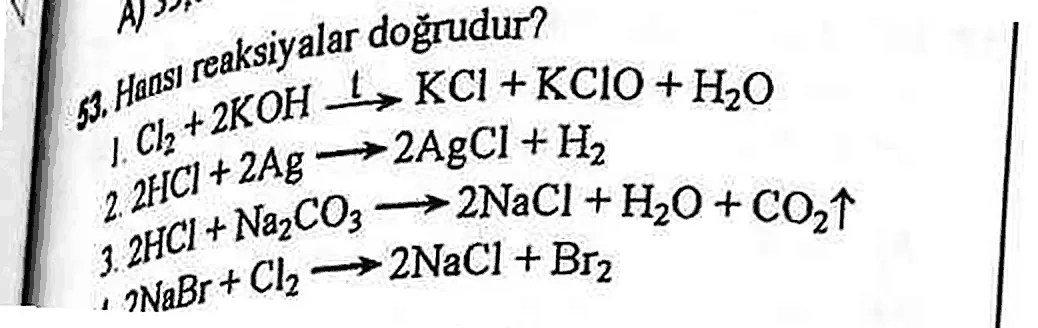 A)
53. Hansı reaksiyalar doğrudur?
1. Cl₂ + 2KOH —t→ KCl + KClO + H₂O
2. 2HCl + 2Ag → 2AgCl + H₂
3. 2HCl + Na₂CO₃ → 2NaCl + H₂O + CO₂↑
2NaBr + Cl₂ → 2NaCl + Br₂